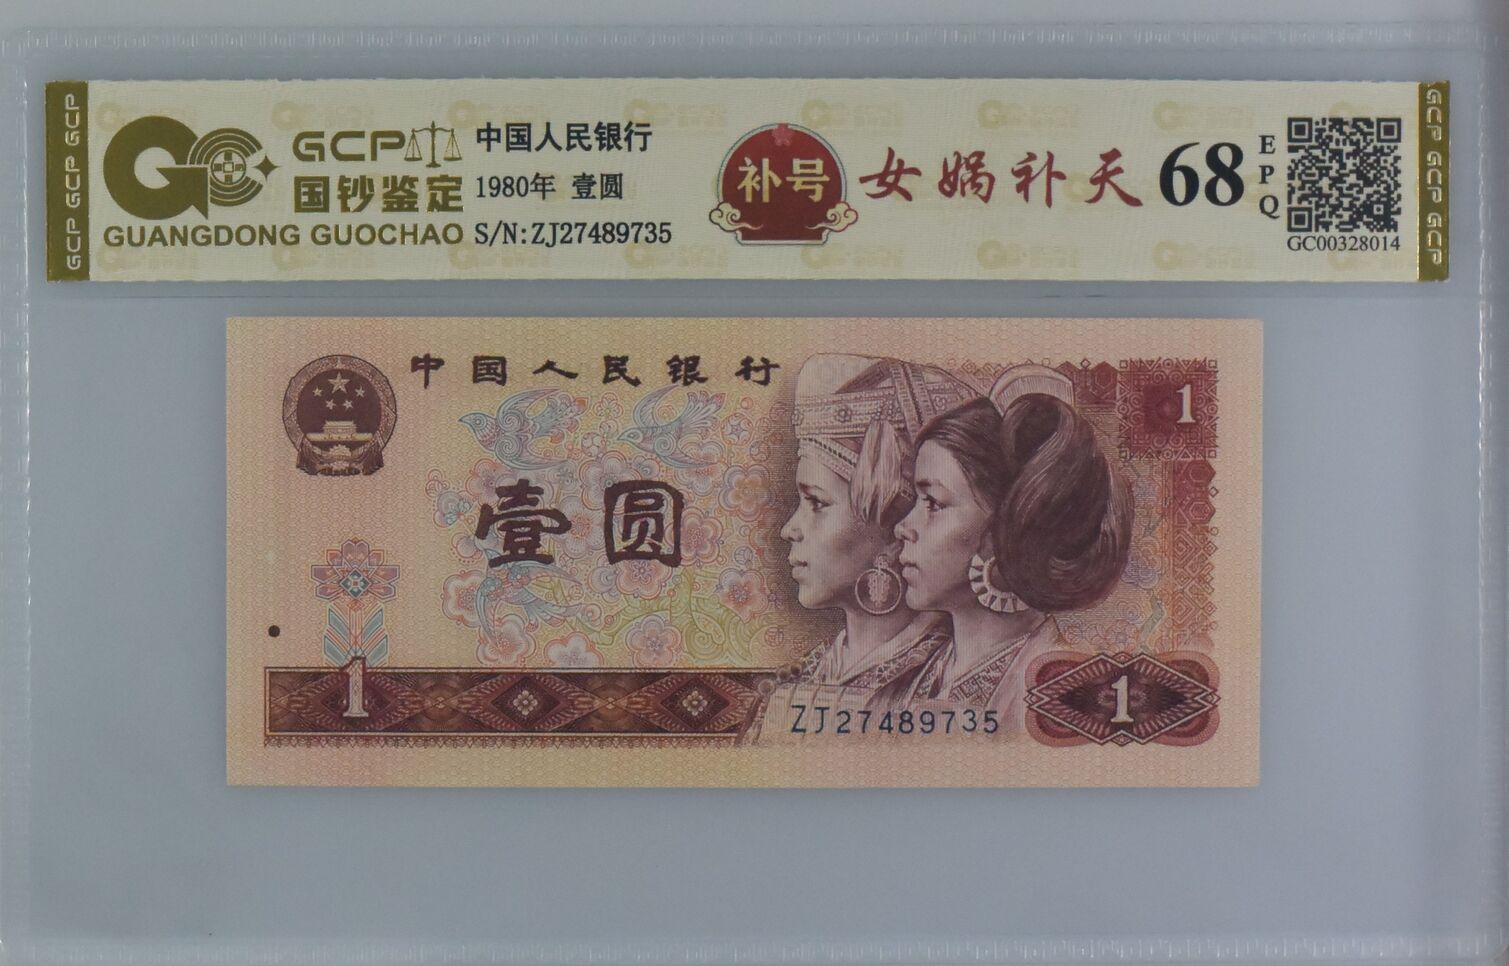 GCP GCP GCP
GCP
国钞鉴定
GUANGDONG GUOCHAO
中国人民银行
1980年 壹圆
S/N:ZJ27489735
补号
女娲补天
68
EPQ
GC00328014
GCP GCP GCP
中国人民银行
1
壹圆
1
ZJ27489735
1